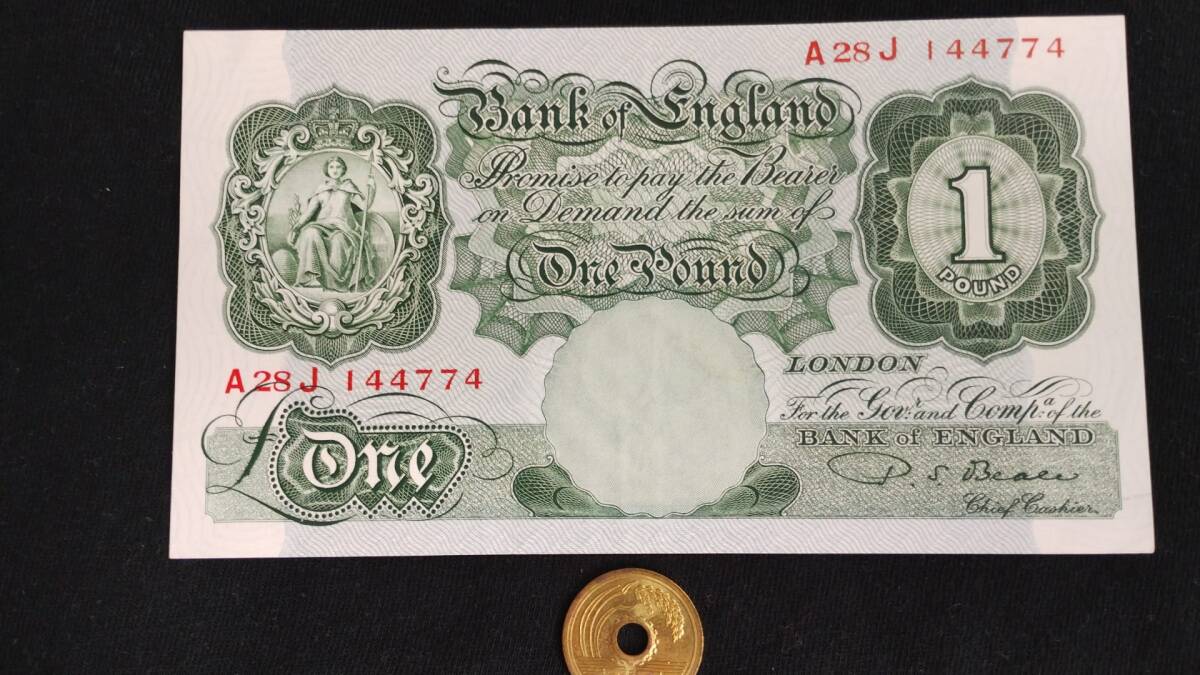 A28J 144774
Bank of England
Promise to pay the Bearer
on Demand the sum of
One Pound
1
POUND
LONDON
For the Govr: and Compa: of the
BANK of ENGLAND
P. S. Beale
Chief Cashier.
A28J 144774
£One